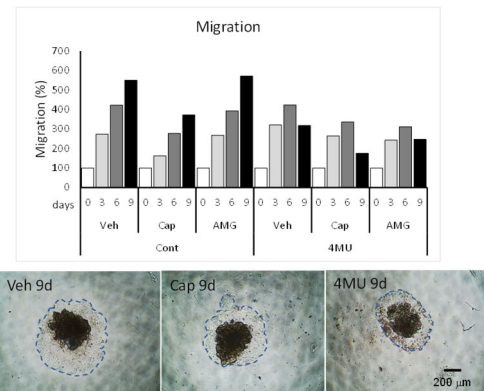 Migration
Migration (%)
700
600
500
400
300
200
100
0
days 0 3 6 9 0 3 6 9 0 3 6 9 0 3 6 9 0 3 6 9 0 3 6 9
Veh Cap AMG Veh Cap AMG
Cont 4MU
Veh 9d Cap 9d 4MU 9d
200 μm